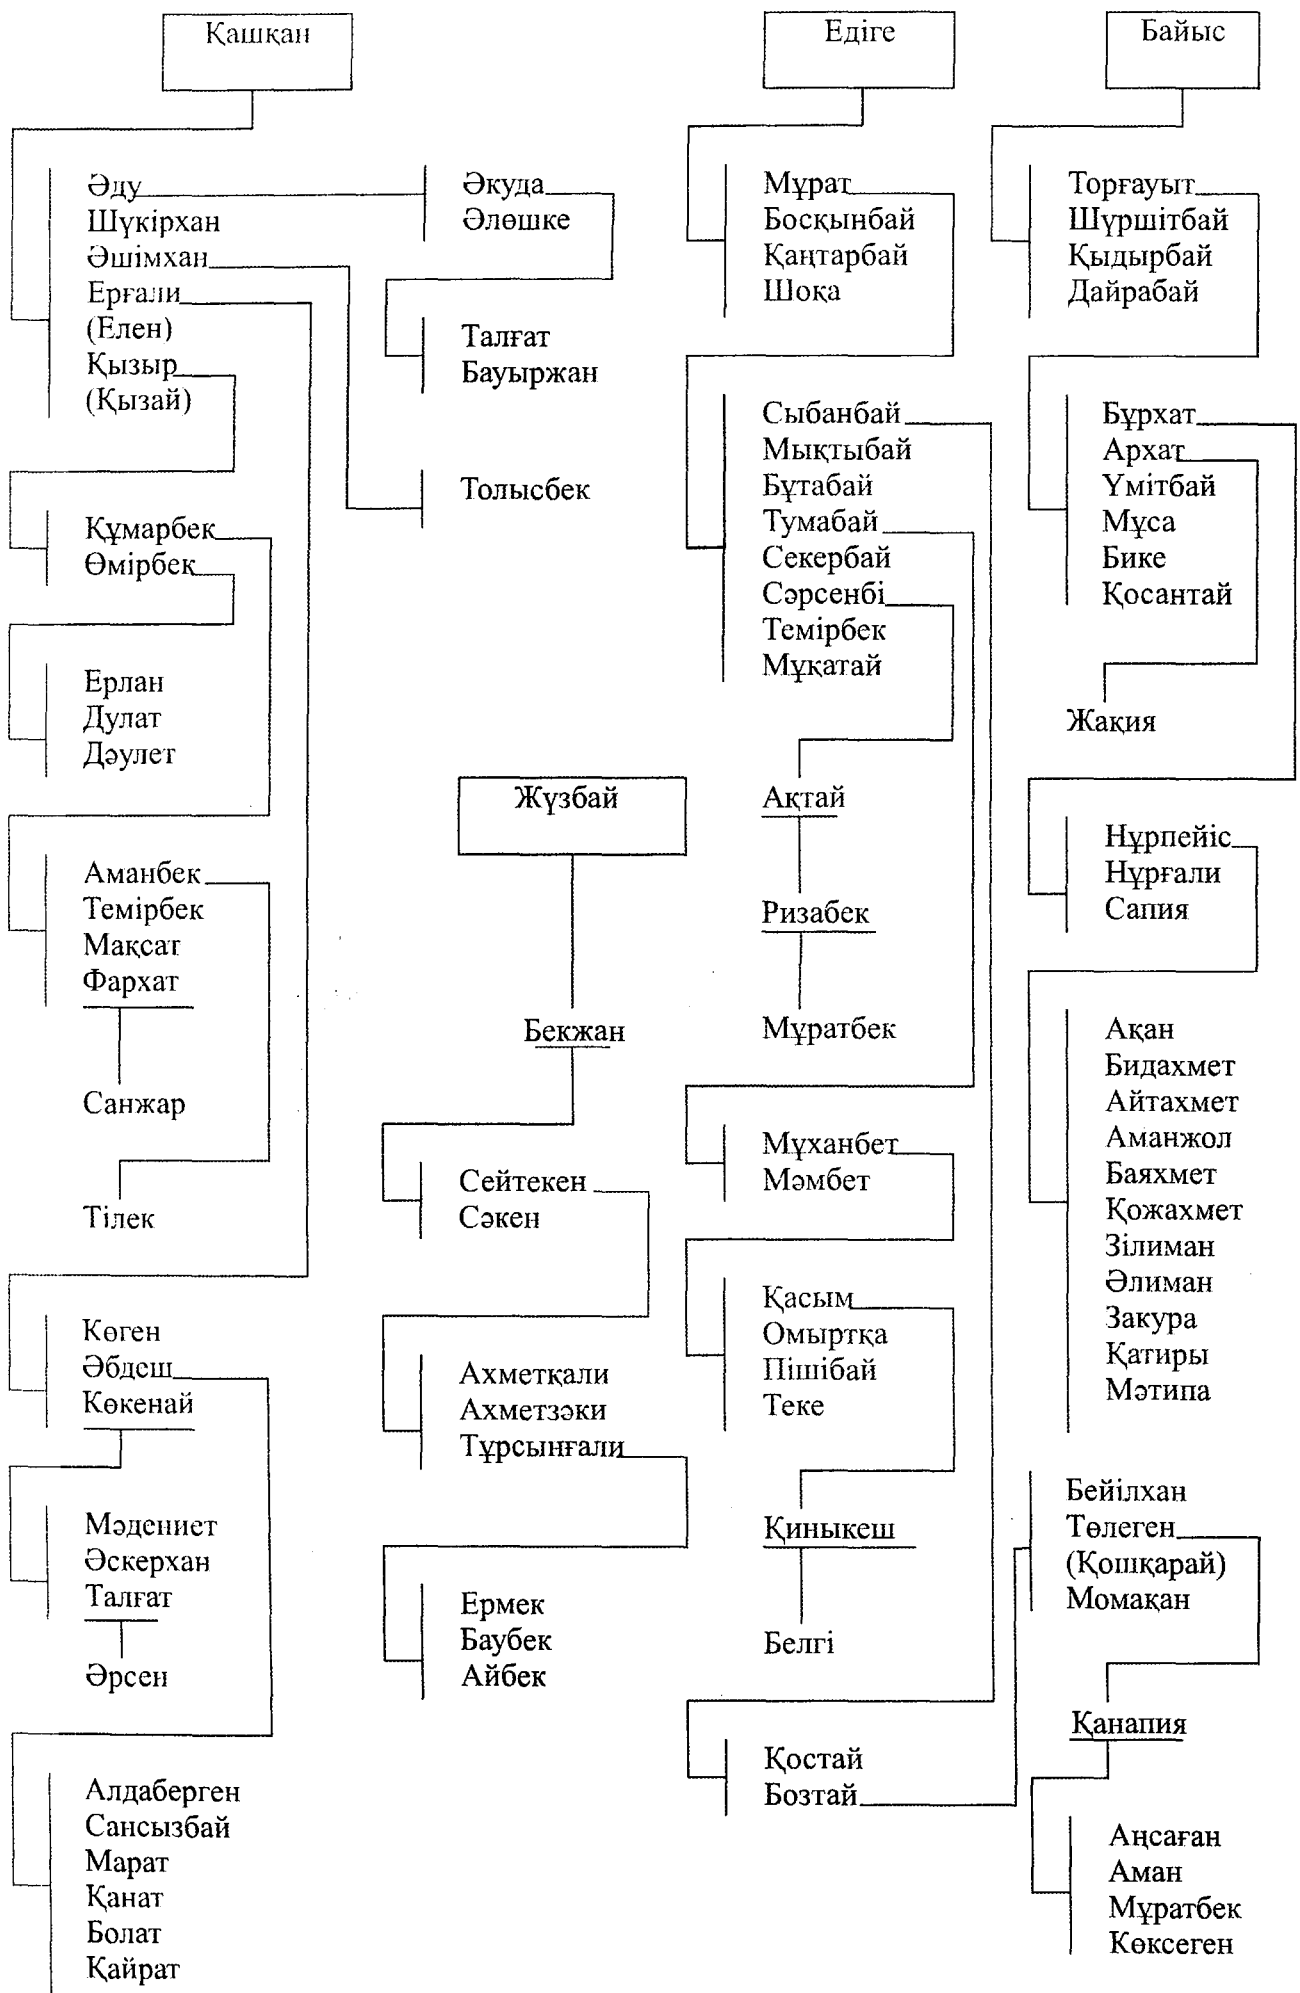 Қашқан
Әду
Шүкірхан
Әшімхан
Ерғали
(Елен)
Қызыр
(Қызай)
Әкуда
Әлөшке
Талғат
Бауыржан
Толысбек
Құмарбек
Өмірбек
Ерлан
Дулат
Дәулет
Аманбек
Темірбек
Мақсат
Фархат
Санжар
Тілек
Көген
Әбдеш
Көкенай
Мәдениет
Әскерхан
Талғат
Әрсен
Алдаберген
Сансызбай
Марат
Қанат
Болат
Қайрат
Жүзбай
Бекжан
Сейтекен
Сәкен
Ахметқали
Ахметзәки
Тұрсынғали
Ермек
Баубек
Айбек
Едіге
Мұрат
Босқынбай
Қаңтарбай
Шоқа
Сыбанбай
Мықтыбай
Бұтабай
Тумабай
Секербай
Сәрсенбі
Темірбек
Мұқатай
Ақтай
Ризабек
Мұратбек
Мұханбет
Мәмбет
Қасым
Омыртқа
Пішібай
Теке
Қиныкеш
Белгі
Қостай
Бозтай
Байыс
Торғауыт
Шүршітбай
Қыдырбай
Дайрабай
Бұрхат
Архат
Үмітбай
Мұса
Бике
Қосантай
Жақия
Нұрпейіс
Нұрғали
Сапия
Ақан
Бидахмет
Айтахмет
Аманжол
Баяхмет
Қожахмет
Зілиман
Әлиман
Закура
Қатиры
Мәтипа
Бейілхан
Төлеген
(Қошқарай)
Момақан
Қанапия
Аңсаған
Аман
Мұратбек
Көксеген